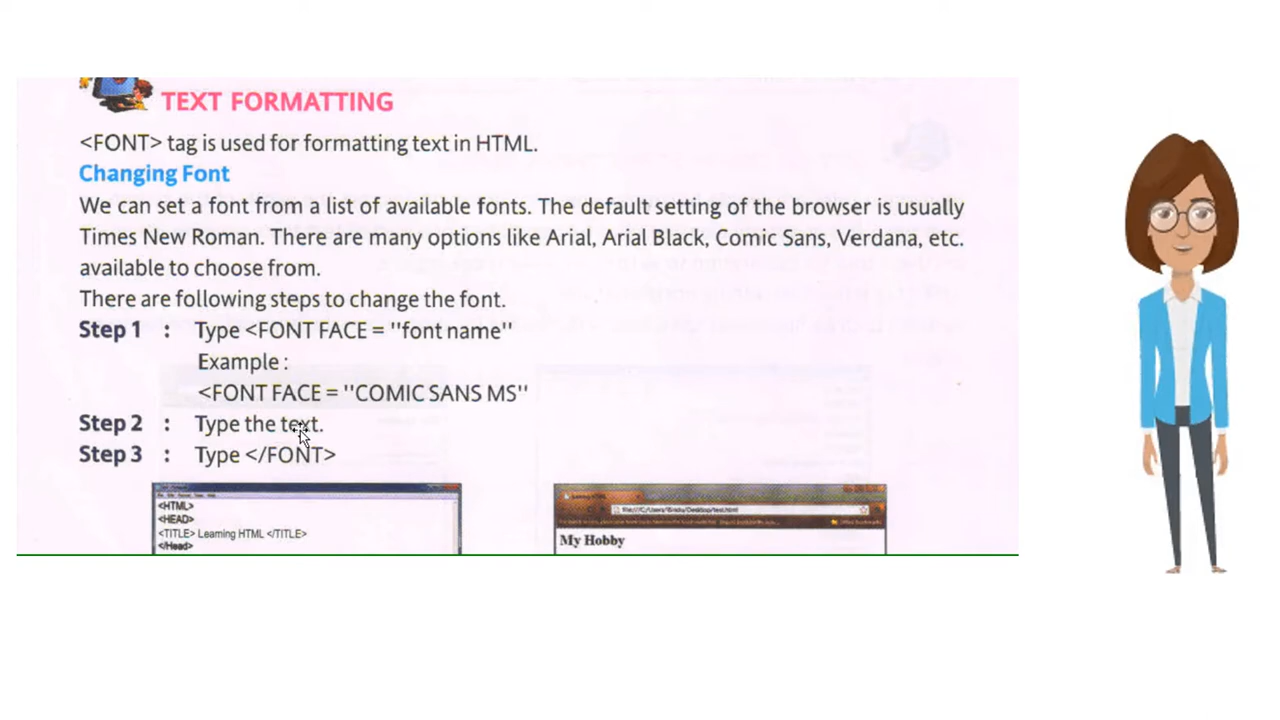 TEXT FORMATTING
<FONT> tag is used for formatting text in HTML.
Changing Font
We can set a font from a list of available fonts. The default setting of the browser is usually
Times New Roman. There are many options like Arial, Arial Black, Comic Sans, Verdana, etc.
available to choose from.
There are following steps to change the font.
Step 1 : Type <FONT FACE = ''font name''
Example :
<FONT FACE = ''COMIC SANS MS''
Step 2 : Type the text.
Step 3 : Type </FONT>
<HTML>
<HEAD>
<TITLE> Learning HTML </TITLE>
</Head>
Learning HTML
My Hobby